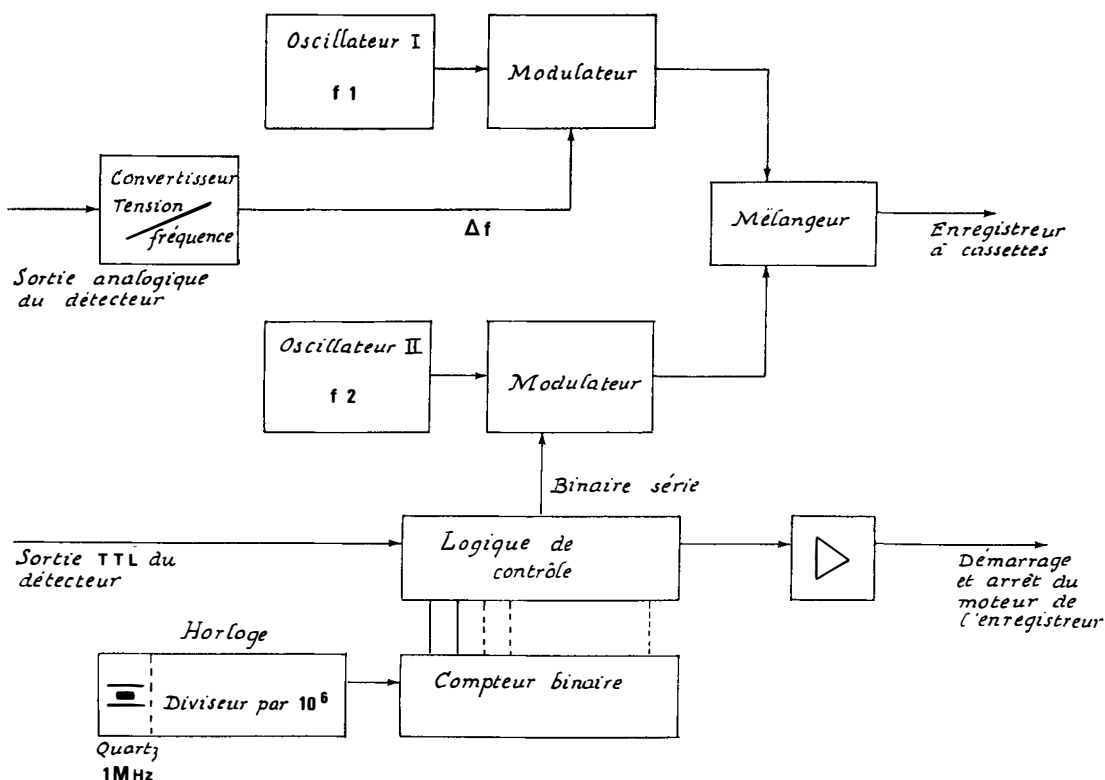 Oscillateur I
f 1
Modulateur
Convertisseur
Tension
fréquence
Δf
Mëlangeur
Enregistreur
à cassettes
Sortie analogique
du détecteur
Oscillateur II
f 2
Modulateur
Binaire série
Sortie TTL du
détecteur
Logique de
contrôle
Démarrage
et arrêt du
moteur de
l'enregistreur
Horloge
Diviseur par 10⁶
Compteur binaire
Quartz
1MHz